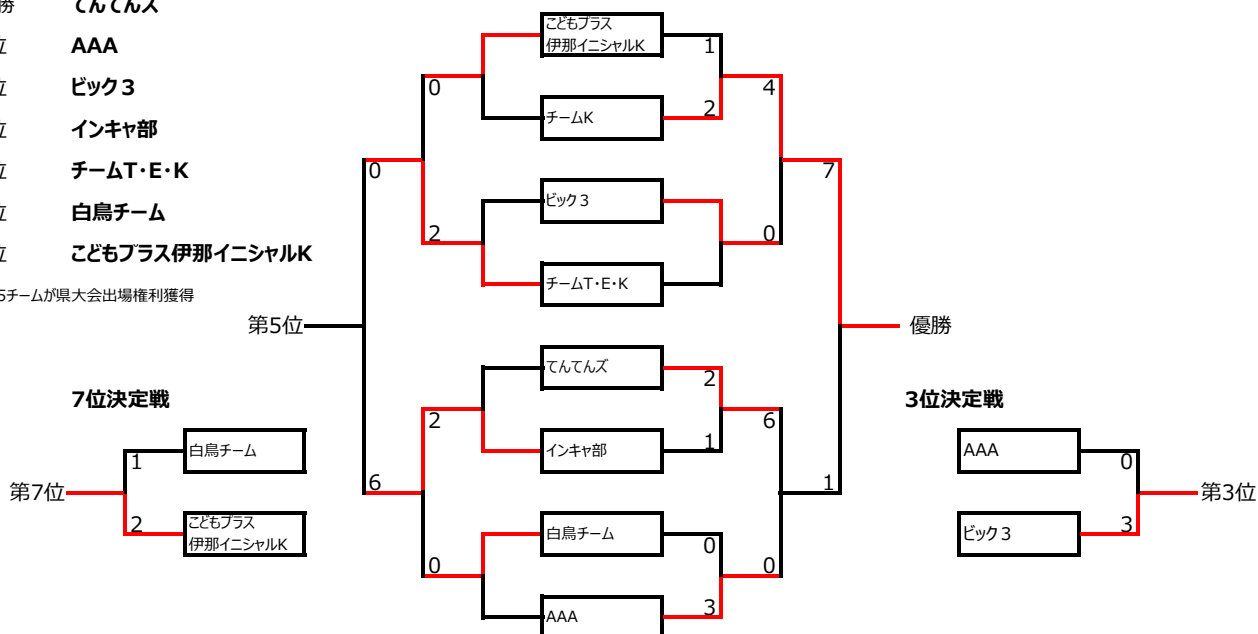 勝 てんてんズ
位 AAA
位 ビック3
位 インキャ部
位 チームT・E・K
位 白鳥チーム
位 こどもプラス伊那イニシャルK
5チームが県大会出場権利獲得
こどもプラス
伊那イニシャルK
1
0
4
2
チームK
0
7
ビック3
2
0
チームT・E・K
第5位
優勝
てんてんズ
2
7位決定戦
3位決定戦
2
6
白鳥チーム
インキャ部
1
AAA
1
0
6
1
第7位
第3位
2
こどもプラス
伊那イニシャルK
白鳥チーム
0
ビック3
3
0
0
AAA
3